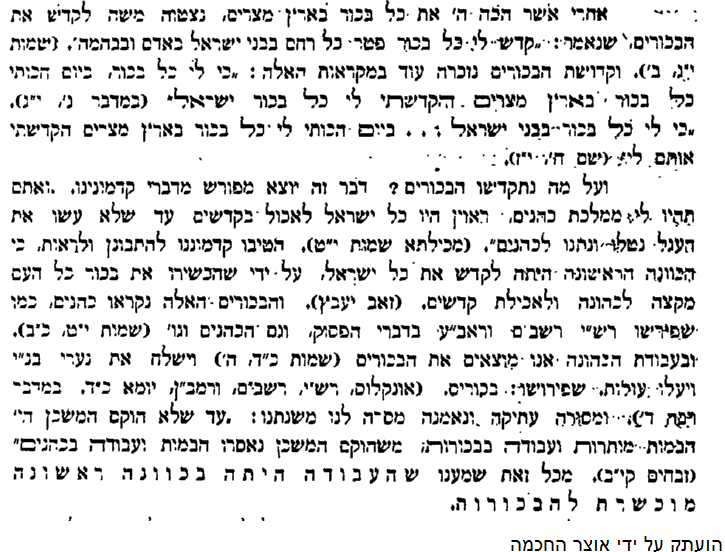 אחרי אשר הכה ה' את כל בכור בארץ מצרים, נצטוה משה לקדש את
הבכורים, שנאמר: „קדש לי כל בכור פטר כל רחם בבני ישראל באדם ובבהמה". (שמות
י"ג, ב'). וקדושת הבכורים נזכרה עוד במקראות האלה: „כי לי כל בכור, ביום הכותי
כל בכור בארץ מצרים הקדשתי לי כל בכור ישראל" (במדבר ג', י"ג).
„כי לי כל בכור בבני ישראל ... ביום הכותי לי כל בכור בארץ מצרים הקדשתי
אותם לי" (שם ח', י"ז).
ועל מה נתקדשו הבכורים? דבר זה יוצא מפורש מדברי קדמונינו. „ואתם
תהיו לי ממלכת כהנים, ראוין היו כל ישראל לאכול בקדשים עד שלא עשו את
העגל נטלו ונתנו לכהנים". (מכילתא שמות י"ט). הטיבו קדמוננו להתבונן ולראות, כי
הכוונה הראשונה היתה לקדש את כל ישראל, על ידי שהכשירו את בכור כל העם
מקצה לכהונה ולאכילת קדשים. (זאב יעבץ). והבכורים האלה נקראו כהנים, כמו
שפירשו רש"י רשב"ם וראב"ע בדברי הפסוק, וגם הכהנים וגו' (שמות י"ט, כ"ב).
ובעבודת הכהונה אנו מוצאים את הבכורים (שמות כ"ד, ה') וישלח את נערי בנ"י
ויעלו עולות, שפירושו: בכורים. (אונקלוס, רש"י, רשב"ם, ורמב"ן, יומא כ"ד. במדבר
רבה ד'). ומסורה עתיקה ונאמנה מס"ה לנו משנתנו: „עד שלא הוקם המשכן הי'
הבמות מותרות ועבודה בבכורות, משהוקם המשכן נאסרו הבמות ועבודה בכהנים"
(זבהים קי"ב). מכל זאת שמענו שהעבודה היתה בכוונה ראשונה
מוכשרת להבכורות.
הועתק על ידי אוצר החכמה